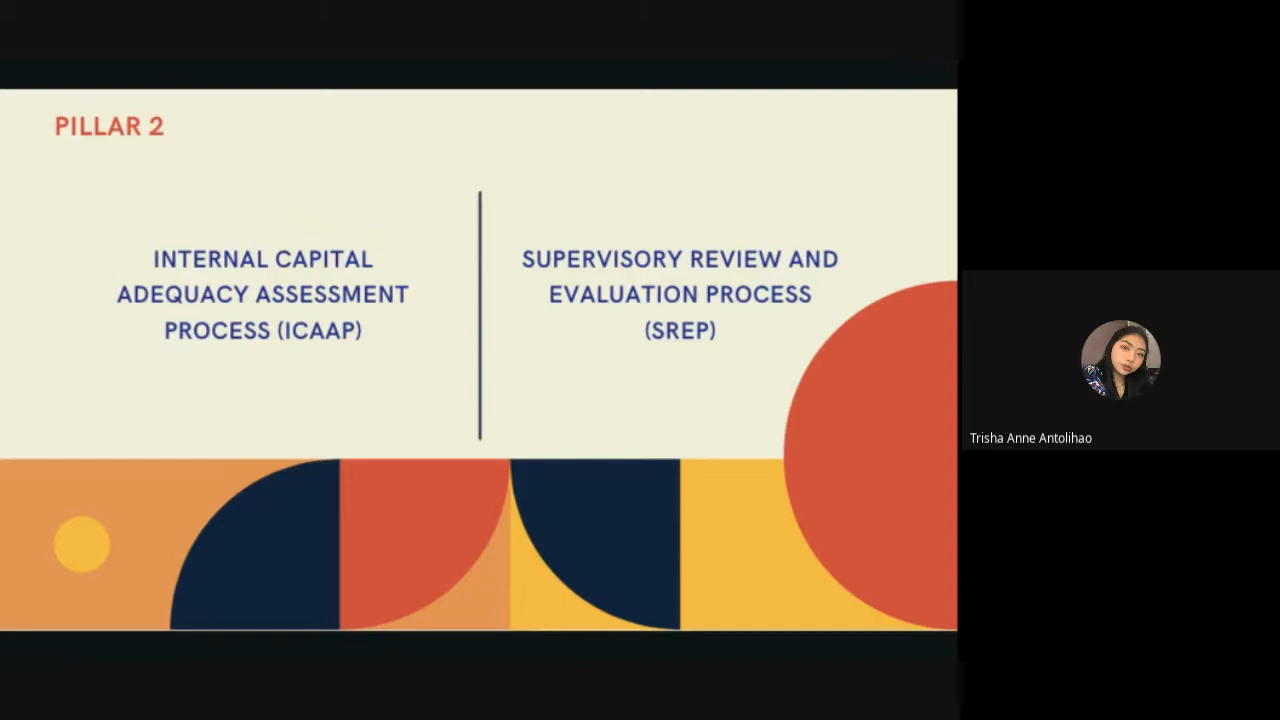 PILLAR 2
INTERNAL CAPITAL
ADEQUACY ASSESSMENT
PROCESS (ICAAP)
SUPERVISORY REVIEW AND
EVALUATION PROCESS
(SREP)
Trisha Anne Antolihao